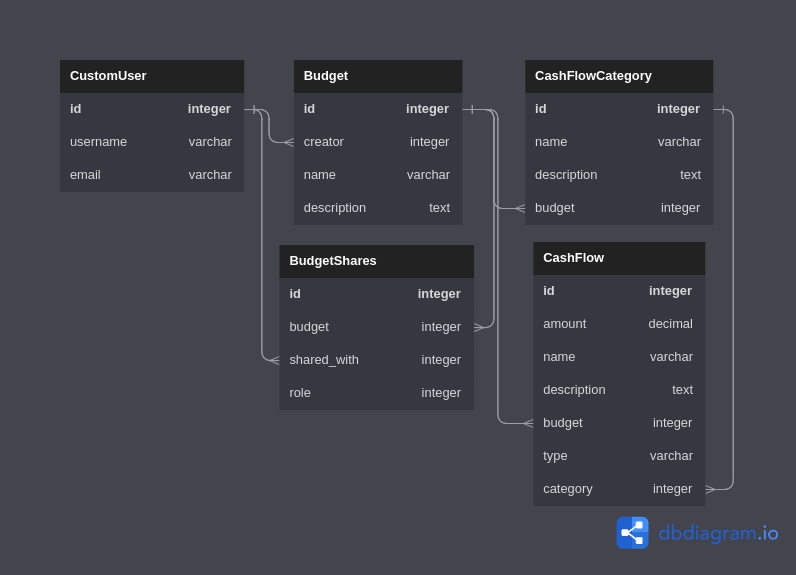 CustomUser
id integer
username varchar
email varchar
Budget
id integer
creator integer
name varchar
description text
BudgetShares
id integer
budget integer
shared_with integer
role integer
CashFlowCategory
id integer
name varchar
description text
budget integer
CashFlow
id integer
amount decimal
name varchar
description text
budget integer
type varchar
category integer
dbdiagram.io